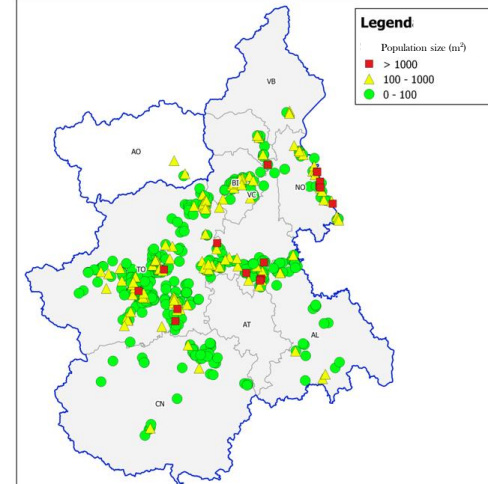 Legend
Population size (m²)
> 1000
100 - 1000
0 - 100
VB
AO
BI
VC
NO
TO
AT
AL
CN